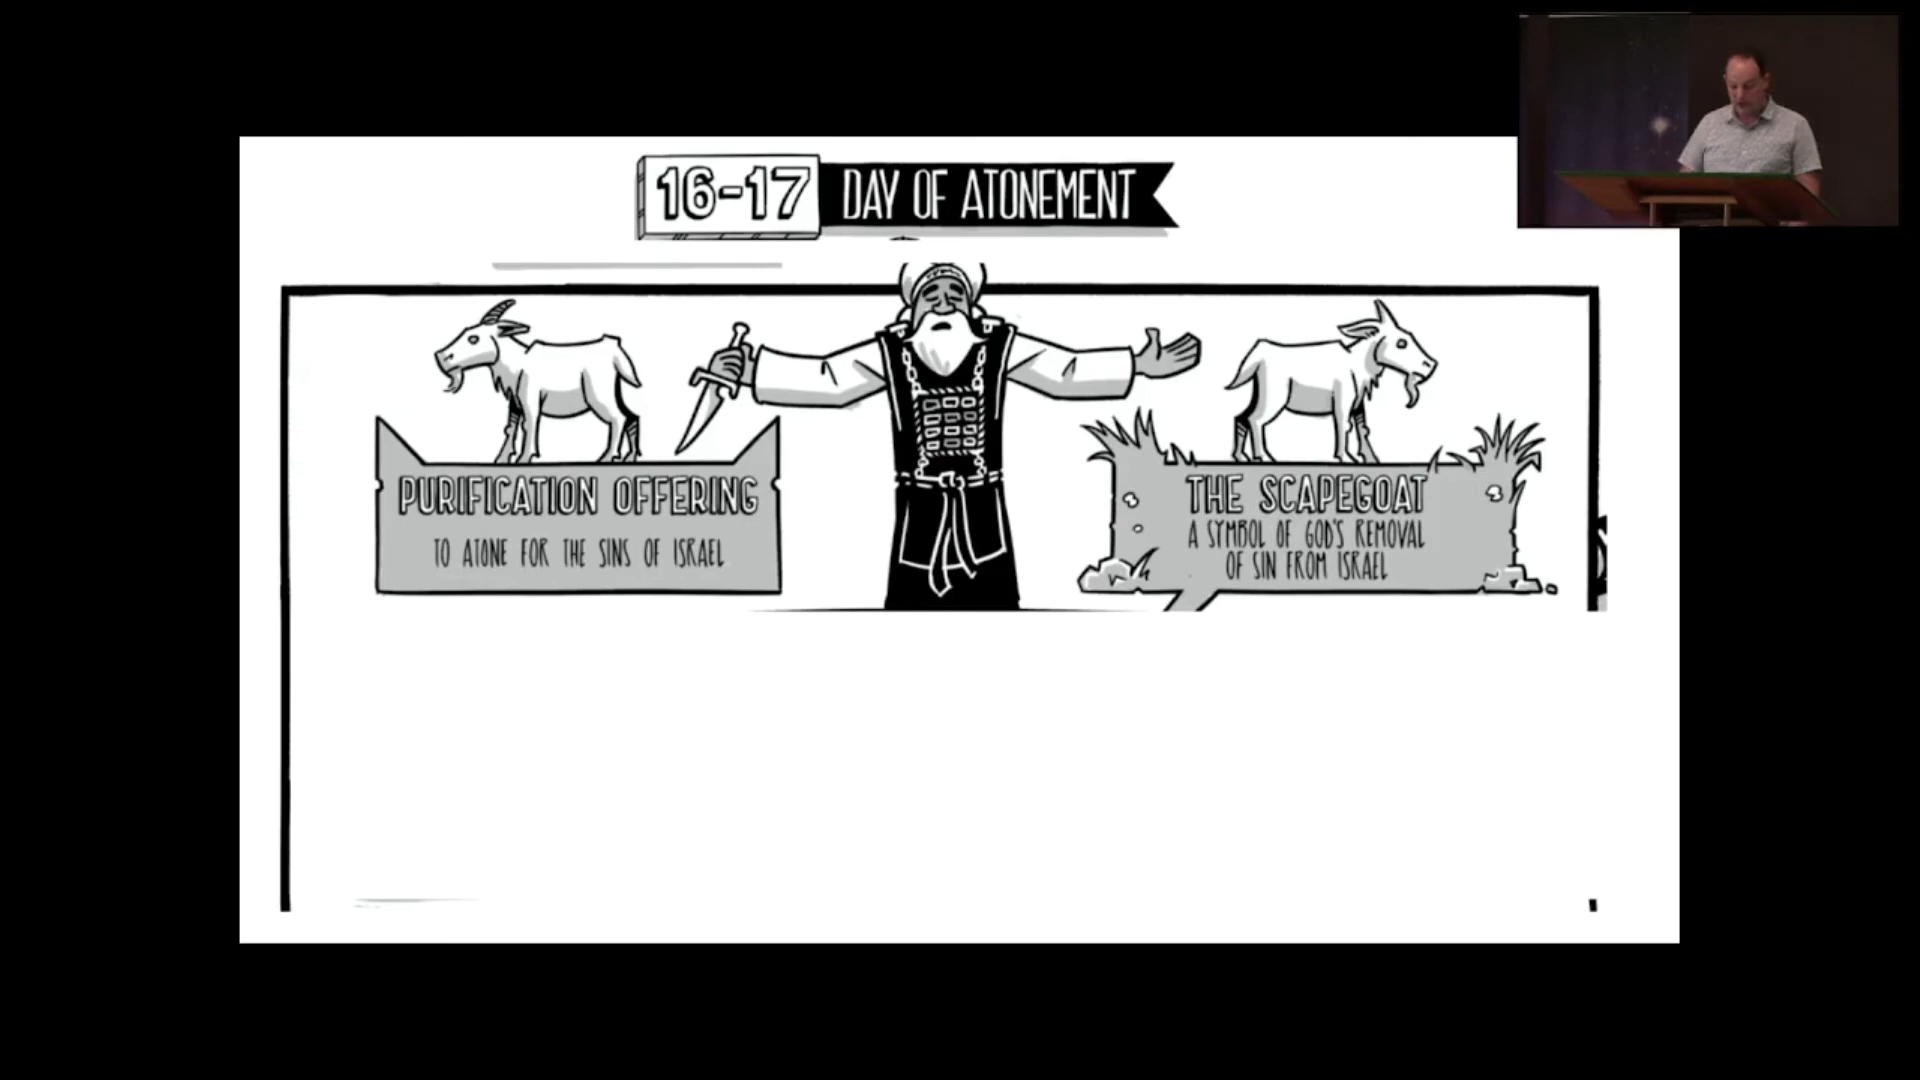 16-17 DAY OF ATONEMENT
PURIFICATION OFFERING
TO ATONE FOR THE SINS OF ISRAEL
THE SCAPEGOAT
A SYMBOL OF GOD'S REMOVAL
OF SIN FROM ISRAEL